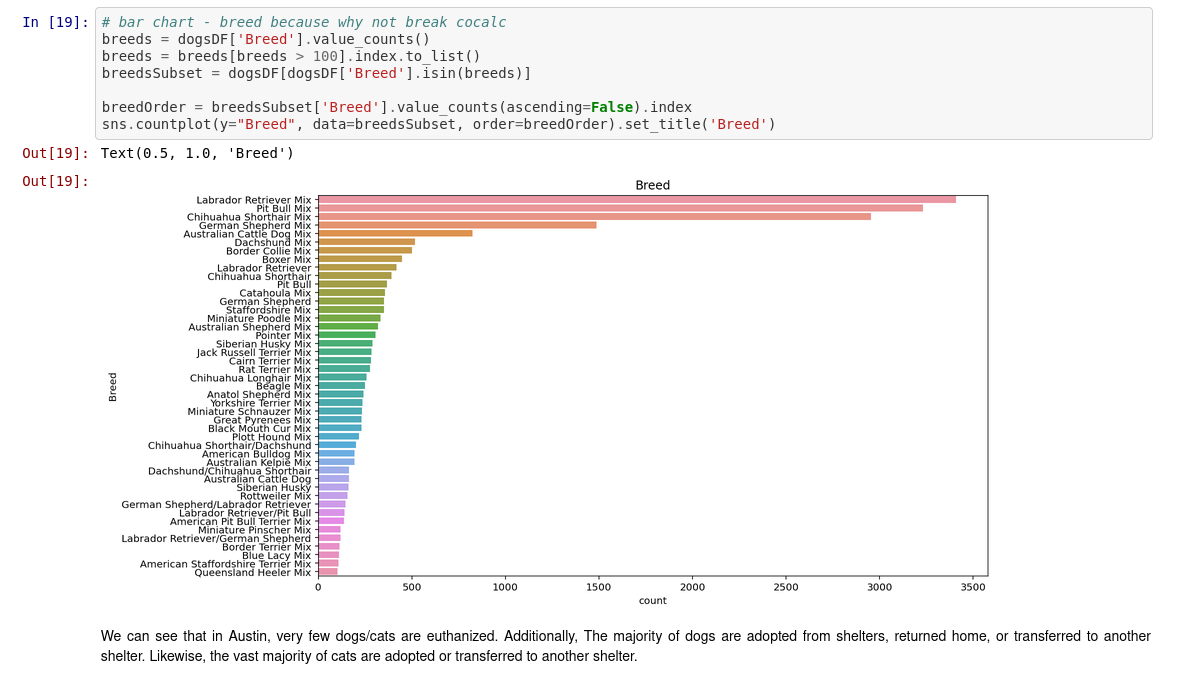 In [19]:
# bar chart - breed because why not break cocalc
breeds = dogsDF['Breed'].value_counts()
breeds = breeds[breeds > 100].index.to_list()
breedsSubset = dogsDF[dogsDF['Breed'].isin(breeds)]
breedOrder = breedsSubset['Breed'].value_counts(ascending=False).index
sns.countplot(y="Breed", data=breedsSubset, order=breedOrder).set_title('Breed')
Out[19]: Text(0.5, 1.0, 'Breed')
Out[19]:
Breed
Labrador Retriever Mix
Pit Bull Mix
Chihuahua Shorthair Mix
German Shepherd Mix
Australian Cattle Dog Mix
Dachshund Mix
Border Collie Mix
Boxer Mix
Labrador Retriever
Chihuahua Shorthair
Pit Bull
Catahoula Mix
German Shepherd
Staffordshire Mix
Miniature Poodle Mix
Australian Shepherd Mix
Pointer Mix
Siberian Husky Mix
Jack Russell Terrier Mix
Cairn Terrier Mix
Rat Terrier Mix
Chihuahua Longhair Mix
Beagle Mix
Anatol Shepherd Mix
Yorkshire Terrier Mix
Miniature Schnauzer Mix
Great Pyrenees Mix
Black Mouth Cur Mix
Plott Hound Mix
Chihuahua Shorthair/Dachshund
American Bulldog Mix
Australian Kelpie Mix
Dachshund/Chihuahua Shorthair
Australian Cattle Dog
Siberian Husky
Rottweiler Mix
German Shepherd/Labrador Retriever
Labrador Retriever/Pit Bull
American Pit Bull Terrier Mix
Miniature Pinscher Mix
Labrador Retriever/German Shepherd
Border Terrier Mix
Blue Lacy Mix
American Staffordshire Terrier Mix
Queensland Heeler Mix
Breed
0 500 1000 1500 2000 2500 3000 3500
count
We can see that in Austin, very few dogs/cats are euthanized. Additionally, The majority of dogs are adopted from shelters, returned home, or transferred to another
shelter. Likewise, the vast majority of cats are adopted or transferred to another shelter.